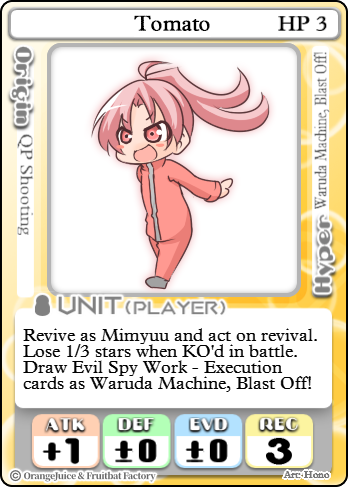 Tomato HP 3
Origin QP Shooting
Hyper Waruda Machine, Blast Off!
UNIT (PLAYER)
Revive as Mimyuu and act on revival.
Lose 1/3 stars when KO'd in battle.
Draw Evil Spy Work - Execution
cards as Waruda Machine, Blast Off!
ATK DEF EVD REC
+1 ±0 ±0 3
© OrangeJuice & Fruitbat Factory Art-Hono